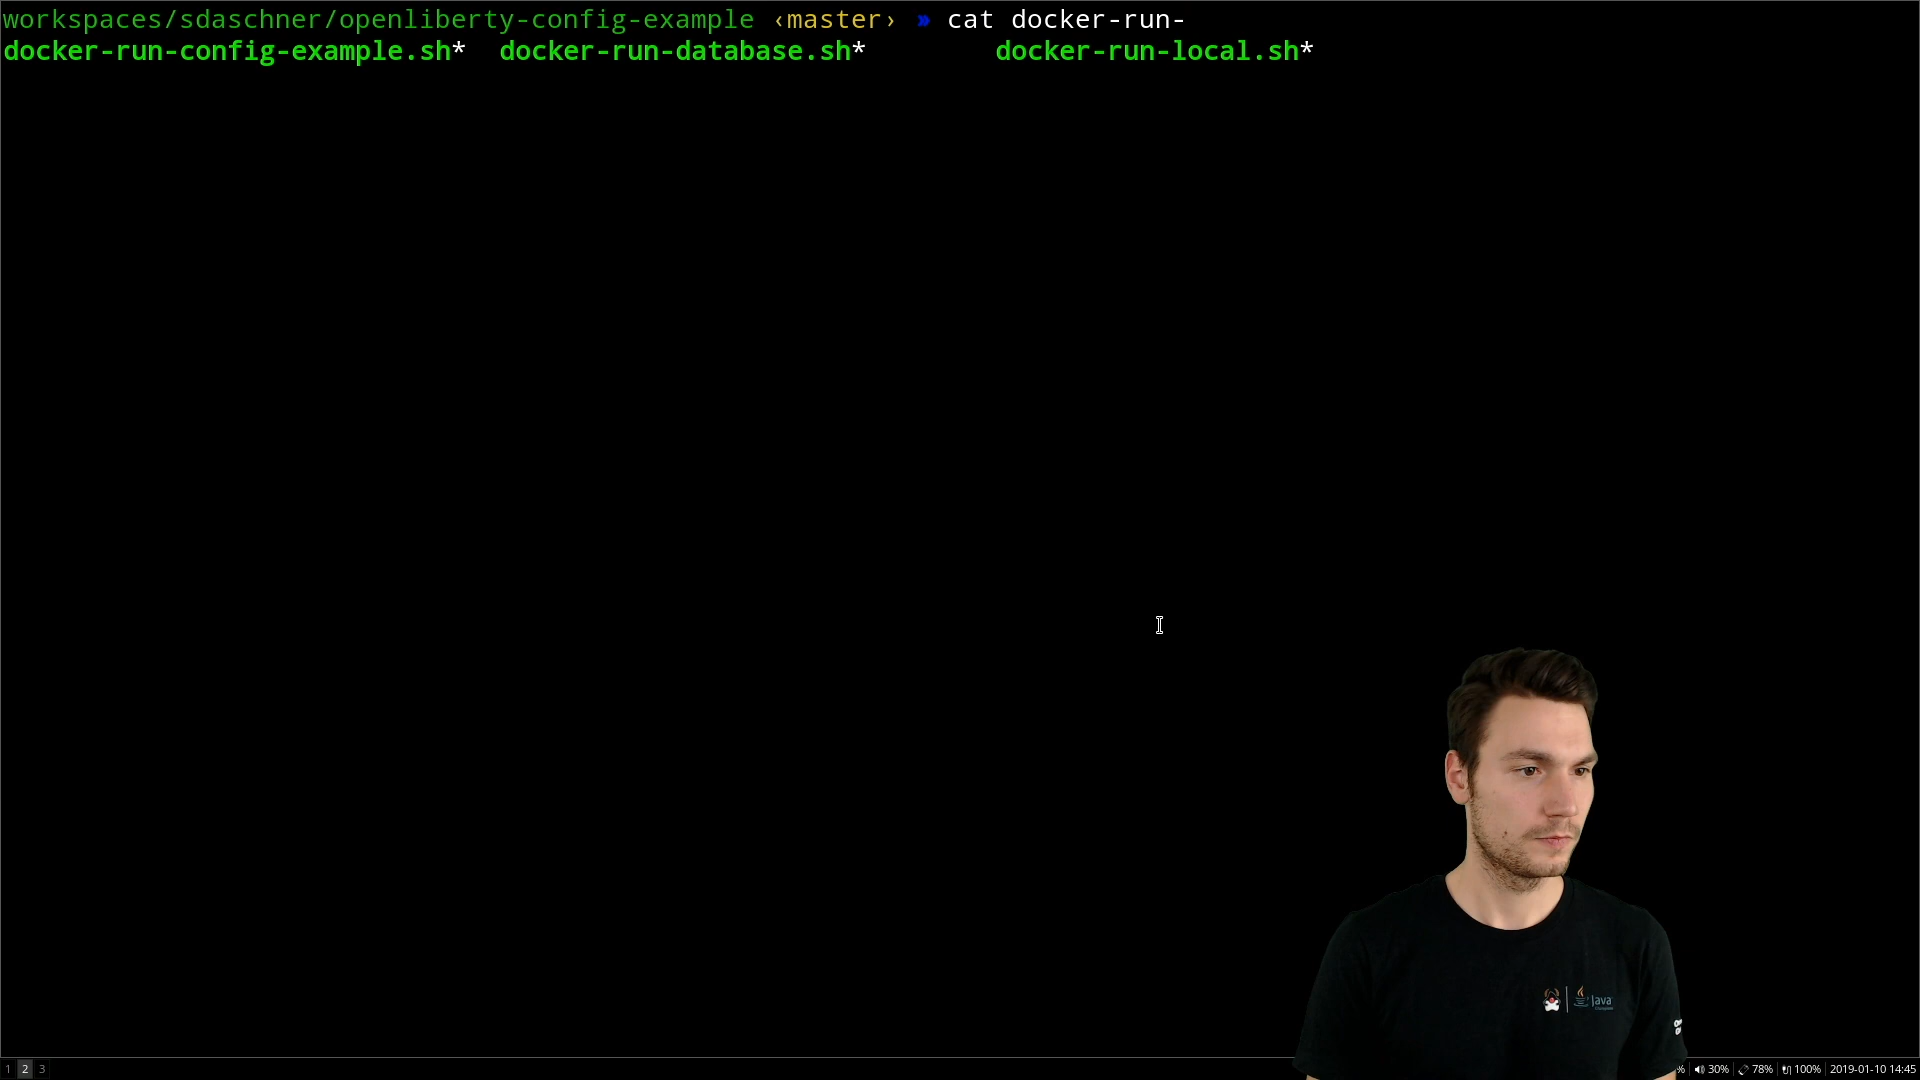 workspaces/sdaschner/openliberty-config-example ‹master› » cat docker-run-
docker-run-config-example.sh* docker-run-database.sh* docker-run-local.sh*
Java
1 2 3 % 30% 78% 100% 2019-01-10 14:45